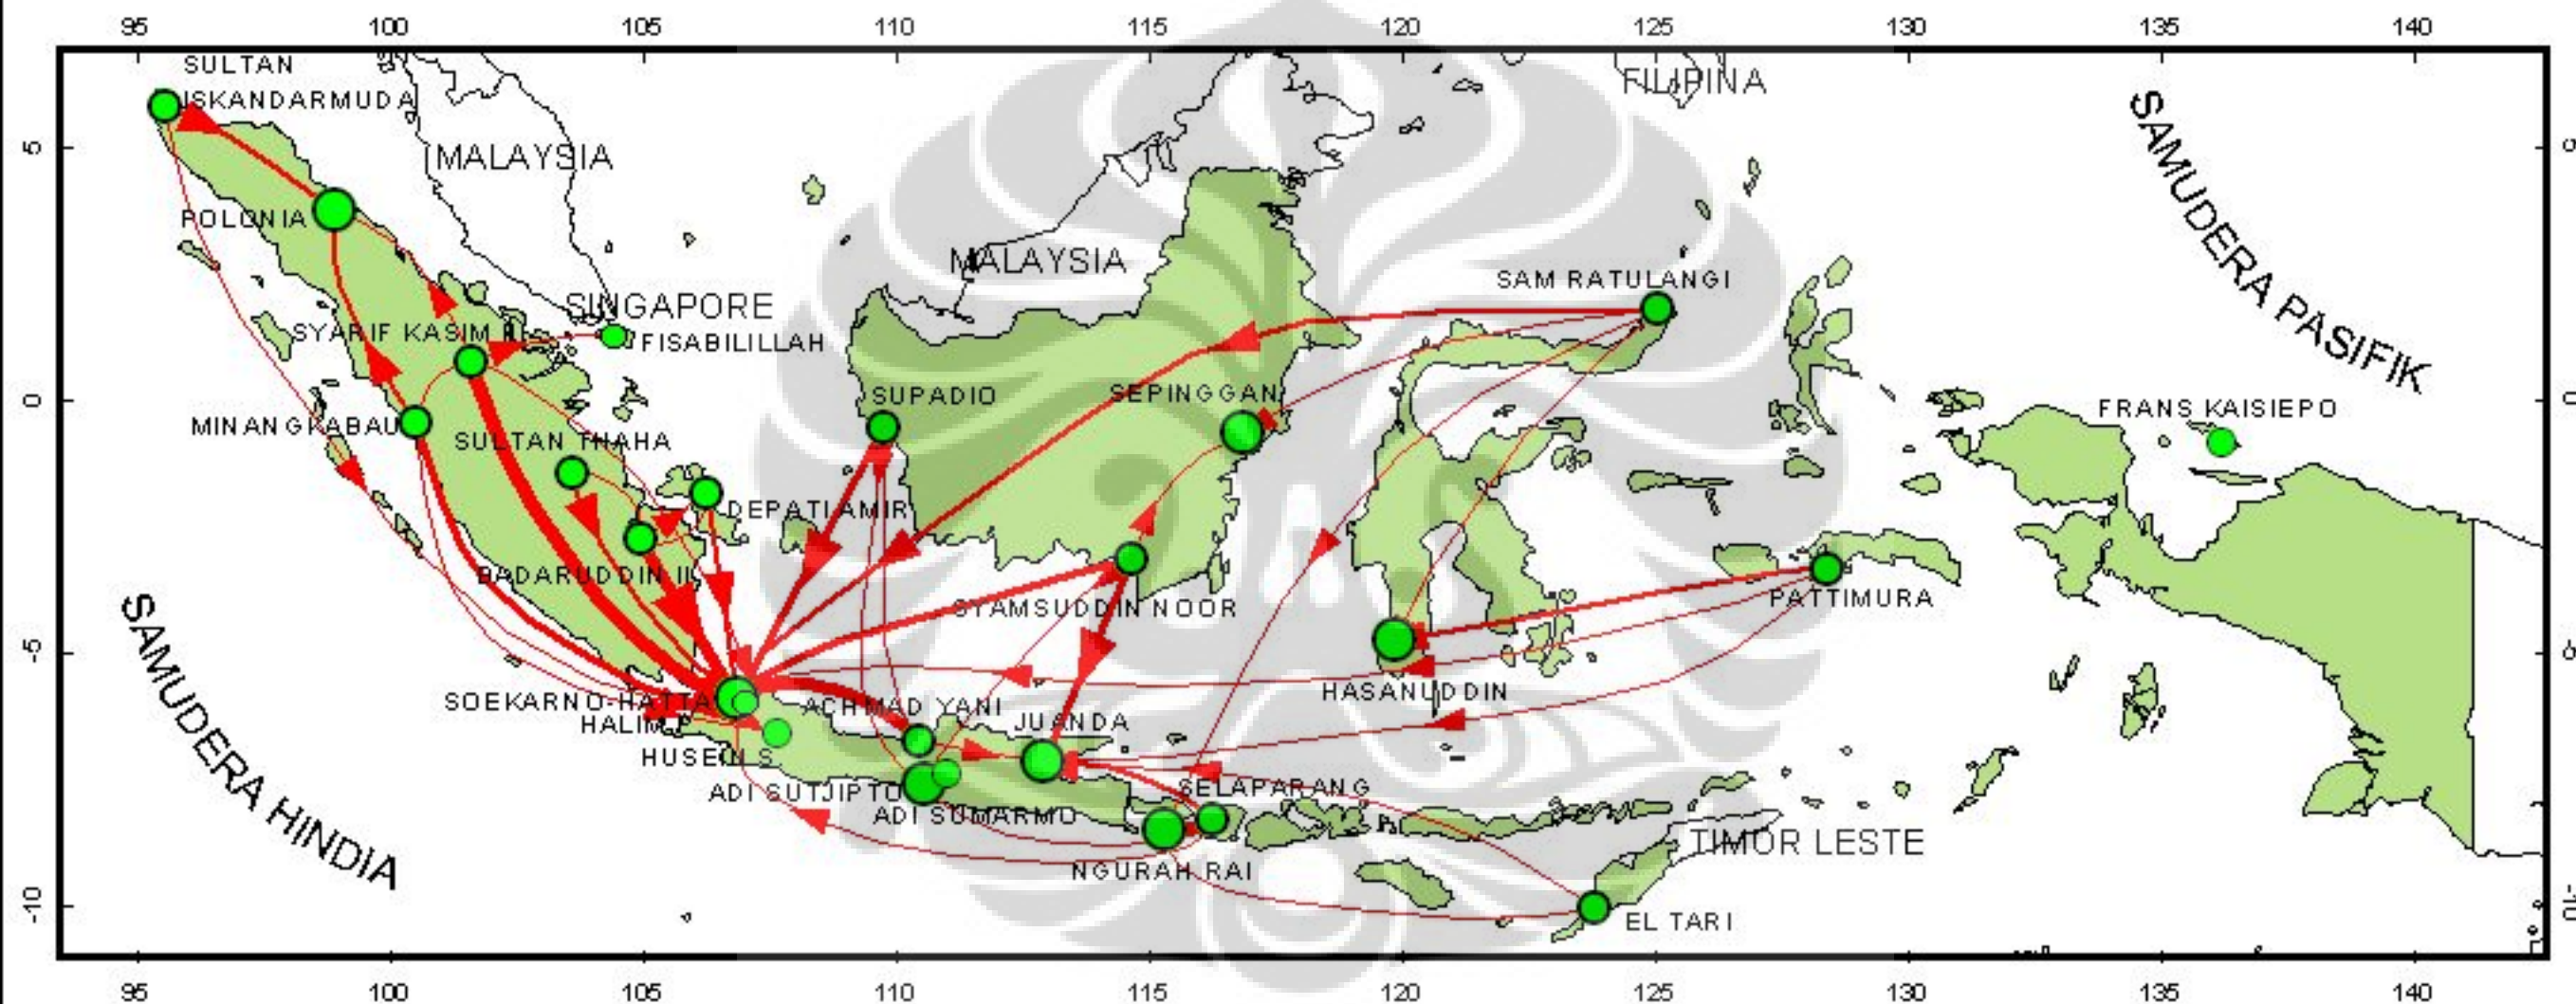 95 100 105 110 115 120 125 130 135 140
SULTAN
ISKANDARMUDA
FILIPINA
SAMUDERA PASIFIK
5
MALAYSIA
POLONIA
MALAYSIA
SAM RATULANGI
SINGAPORE
SYARIF KASIM II
FISABILILLAH
0
SUPADIO
SEPINGGAN
FRANS KAISIEPO
MINANGKABAU
SULTAN THAHA
DEPATI AMIR
BADARUDDIN II
SYAMSUDDIN NOOR
PATTIMURA
SAMUDERA HINDIA
-5
HASANUDDIN
SOEKARNO-HATTA
ACHMAD YANI
JUANDA
HALIM P
HUSEIN S
ADI SUTJIPTO
SELAPARANG
ADI SUMARMO
TIMOR LESTE
NGURAH RAI
-10
EL TARI
95 100 105 110 115 120 125 130 135 140